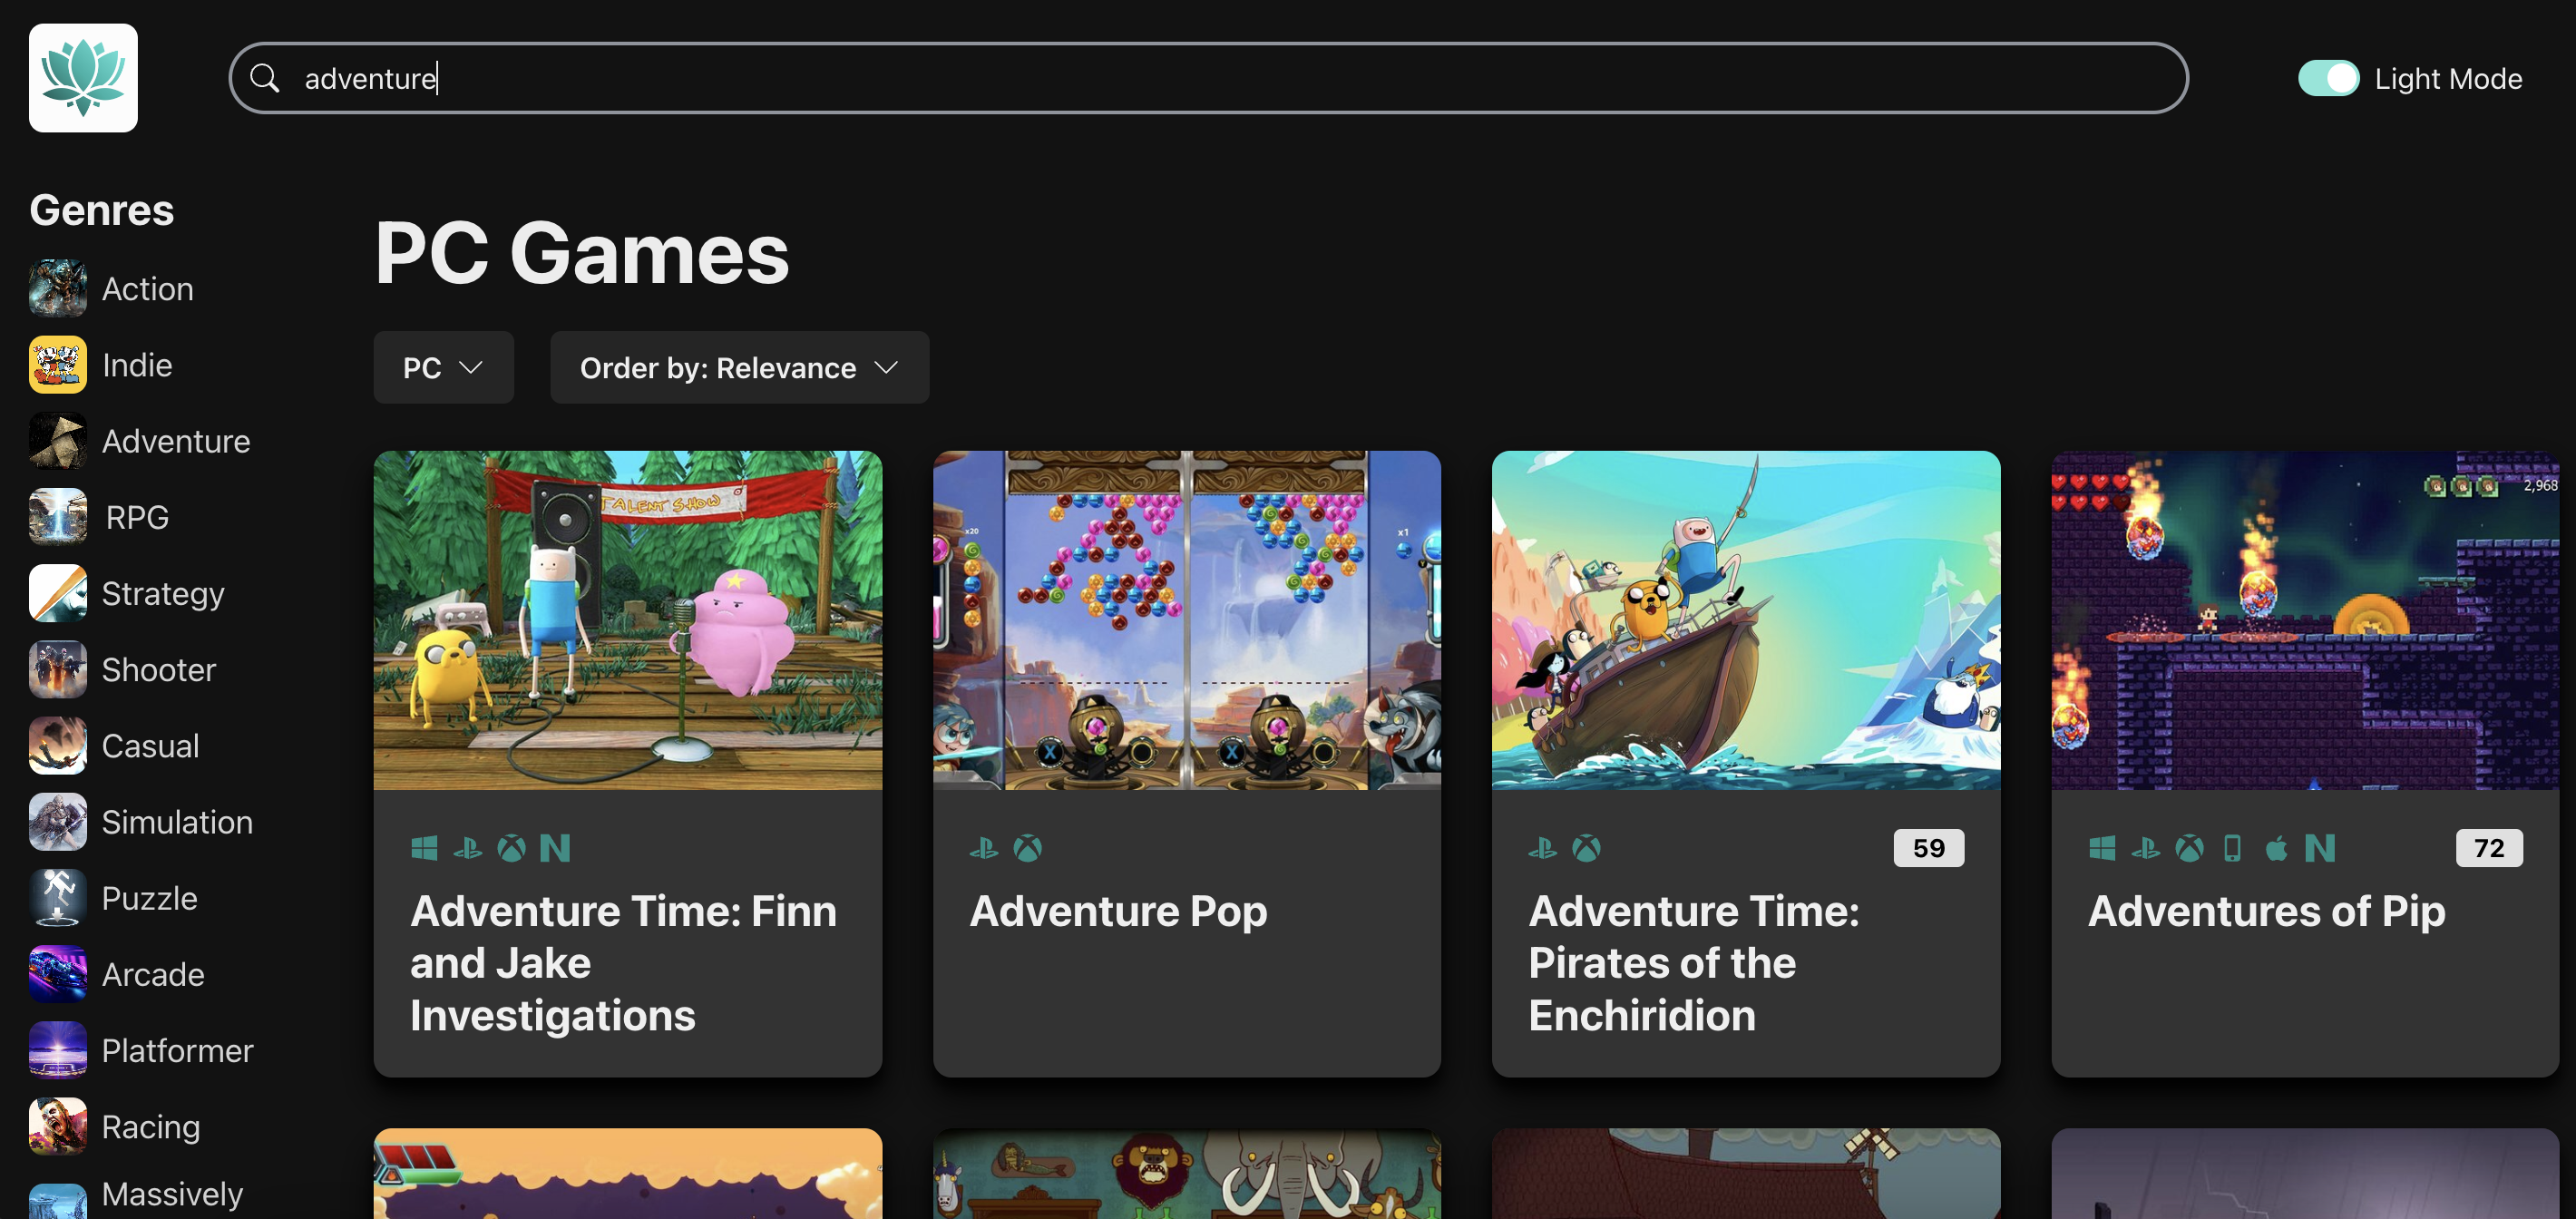 adventure
Light Mode
Genres
Action
Indie
Adventure
RPG
Strategy
Shooter
Casual
Simulation
Puzzle
Arcade
Platformer
Racing
Massively
PC Games
PC
Order by: Relevance
TALENT SHOW
x20
x1
X
X
2,968
Adventure Time: Finn
and Jake
Investigations
Adventure Pop
59
Adventure Time:
Pirates of the
Enchiridion
72
Adventures of Pip